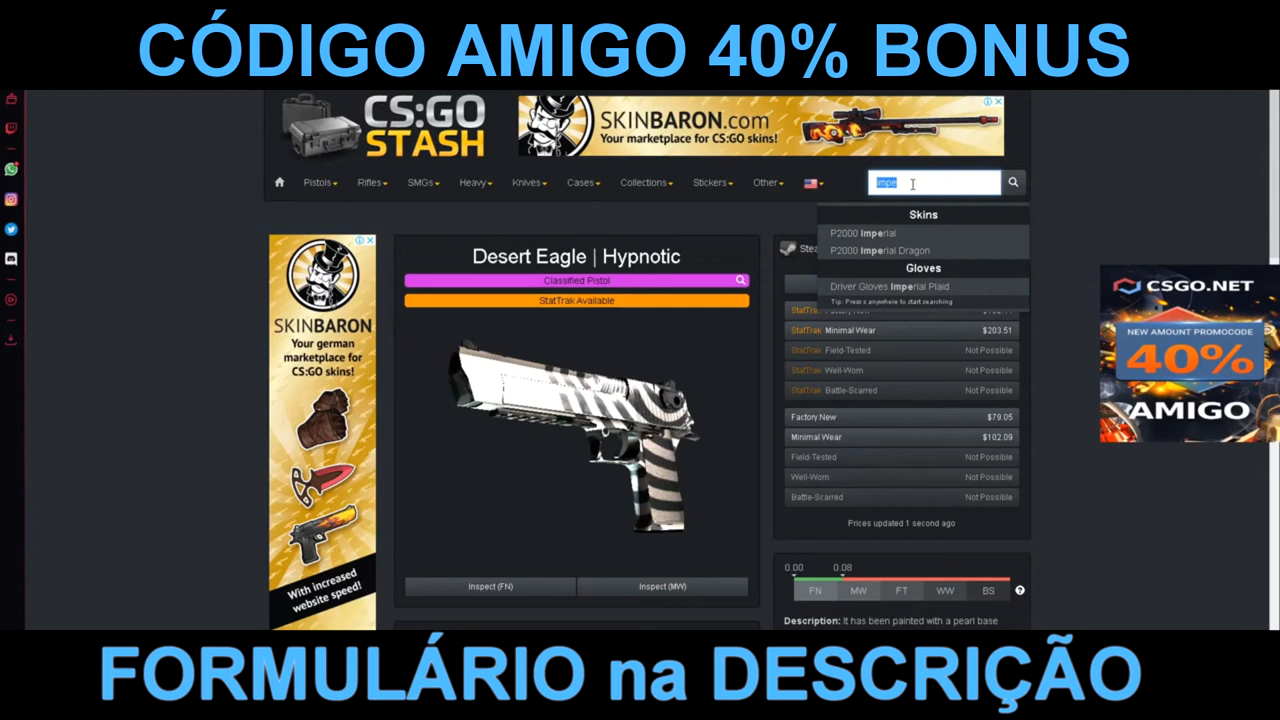 CÓDIGO AMIGO 40% BONUS
CS:GO
STASH
SKINBARON.com
Your marketplace for CS:GO skins!
Pistols
Rifles
SMGs
Heavy
Knives
Cases
Collections
Stickers
Other
Impe
Skins
P2000 Imperial
P2000 Imperial Dragon
Gloves
Driver Gloves Imperial Plaid
Tip: Press anywhere to start searching
SKINBARON
Your german
marketplace for
CS:GO skins!
With increased
website speed!
Desert Eagle | Hypnotic
Classified Pistol
StatTrak Available
Inspect (FN)
Inspect (MW)
StatTrak Minimal Wear $203.51
StatTrak Field-Tested Not Possible
StatTrak Well-Worn Not Possible
StatTrak Battle-Scarred Not Possible
Factory New $79.05
Minimal Wear $102.09
Field-Tested Not Possible
Well-Worn Not Possible
Battle-Scarred Not Possible
Prices updated 1 second ago
0.00 0.08
FN MW FT WW BS
Description: It has been painted with a pearl base
CSGO.NET
NEW AMOUNT PROMOCODE
40%
AMIGO
FORMULÁRIO na DESCRIÇÃO